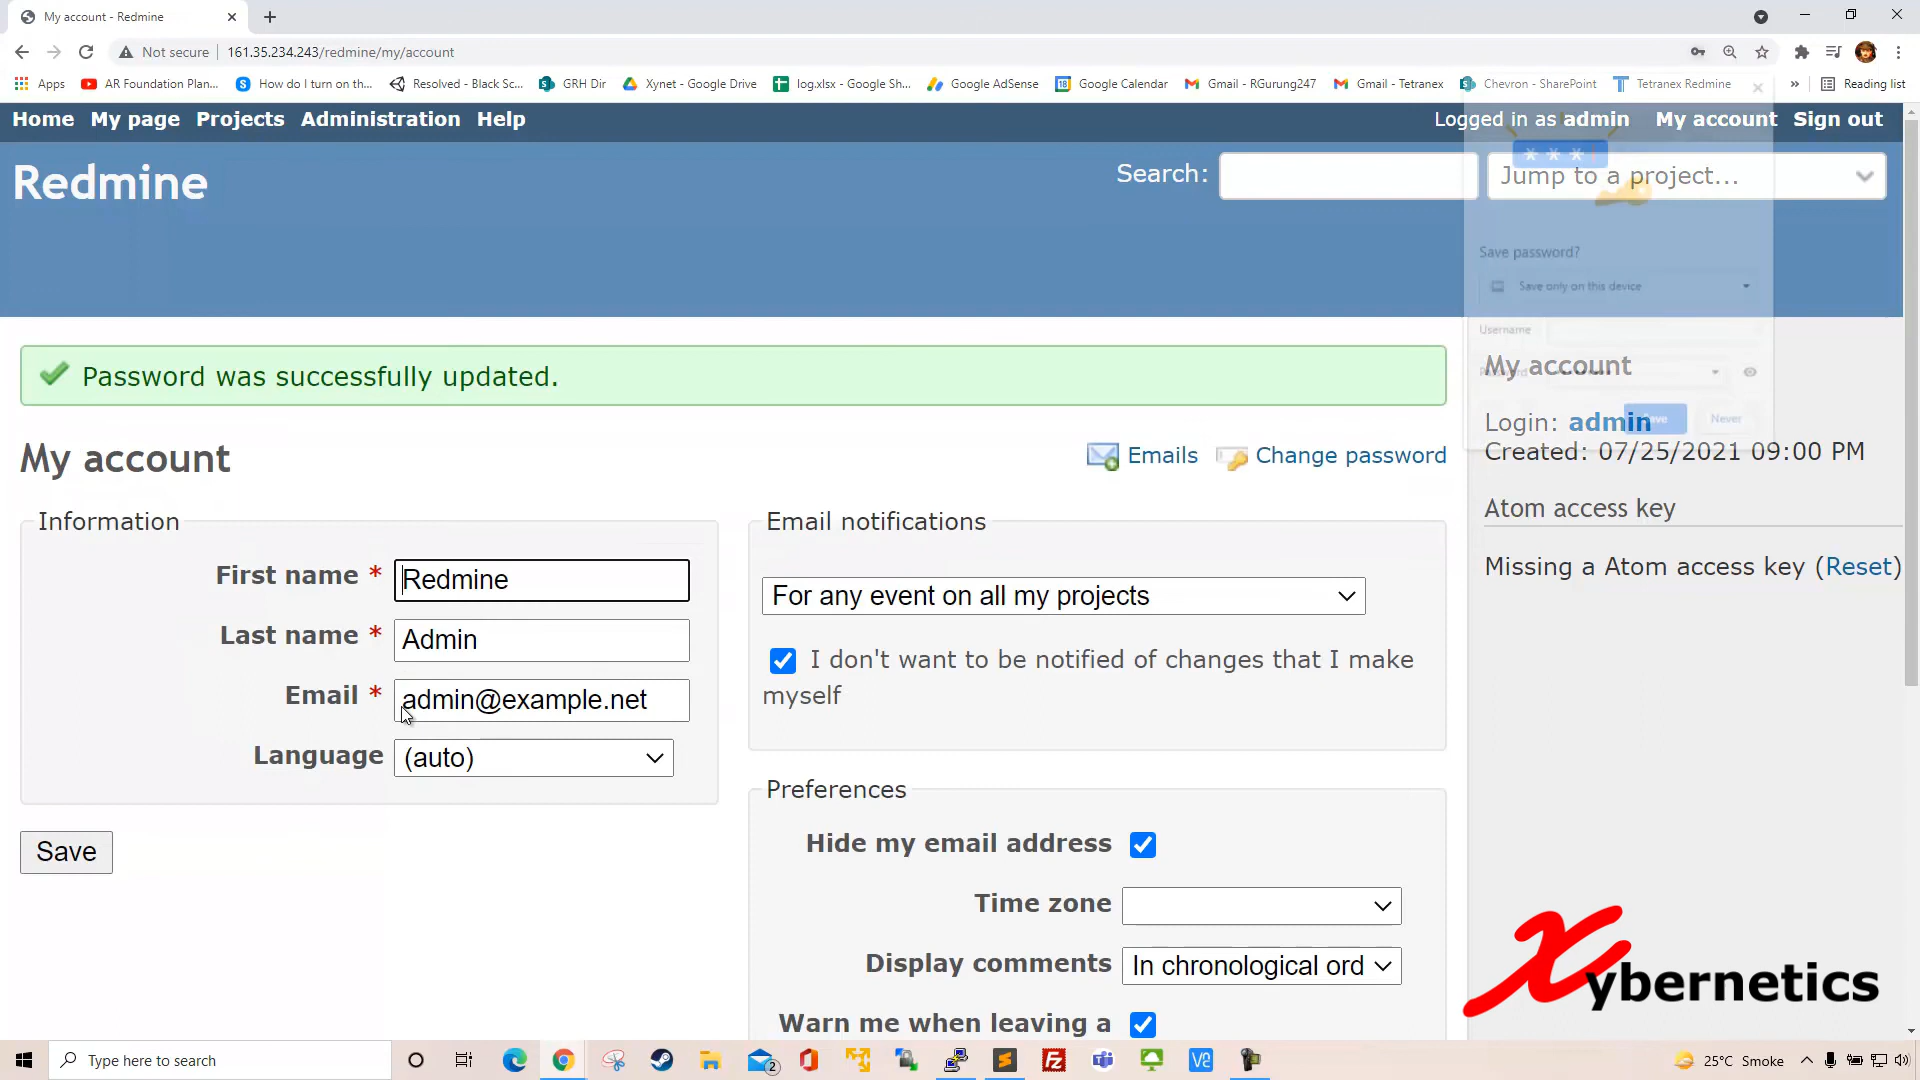 My account - Redmine
Not secure
161.35.234.243/redmine/my/account
Apps
AR Foundation Plan...
How do I turn on th...
Resolved - Black Sc...
GRH Dir
Xynet - Google Drive
log.xlsx - Google Sh...
Google AdSense
Google Calendar
Gmail - RGurung247
Gmail - Tetranex
Chevron - SharePoint
Tetranex Redmine
»
Reading list
Home My page Projects Administration Help
Logged in as admin My account Sign out
Redmine
Search:
Jump to a project...
* * *
Save password?
Save only on this device
Username
Never
Password was successfully updated.
My account
Emails
Change password
Information
First name *
Redmine
Last name *
Admin
Email *
admin@example.net
Language
(auto)
Save
Email notifications
For any event on all my projects
I don't want to be notified of changes that I make
myself
Preferences
Hide my email address
Time zone
Display comments
In chronological ord
Warn me when leaving a
My account
Login: admin
Created: 07/25/2021 09:00 PM
Atom access key
Missing a Atom access key (Reset)
Xybernetics
Type here to search
2
25°C Smoke